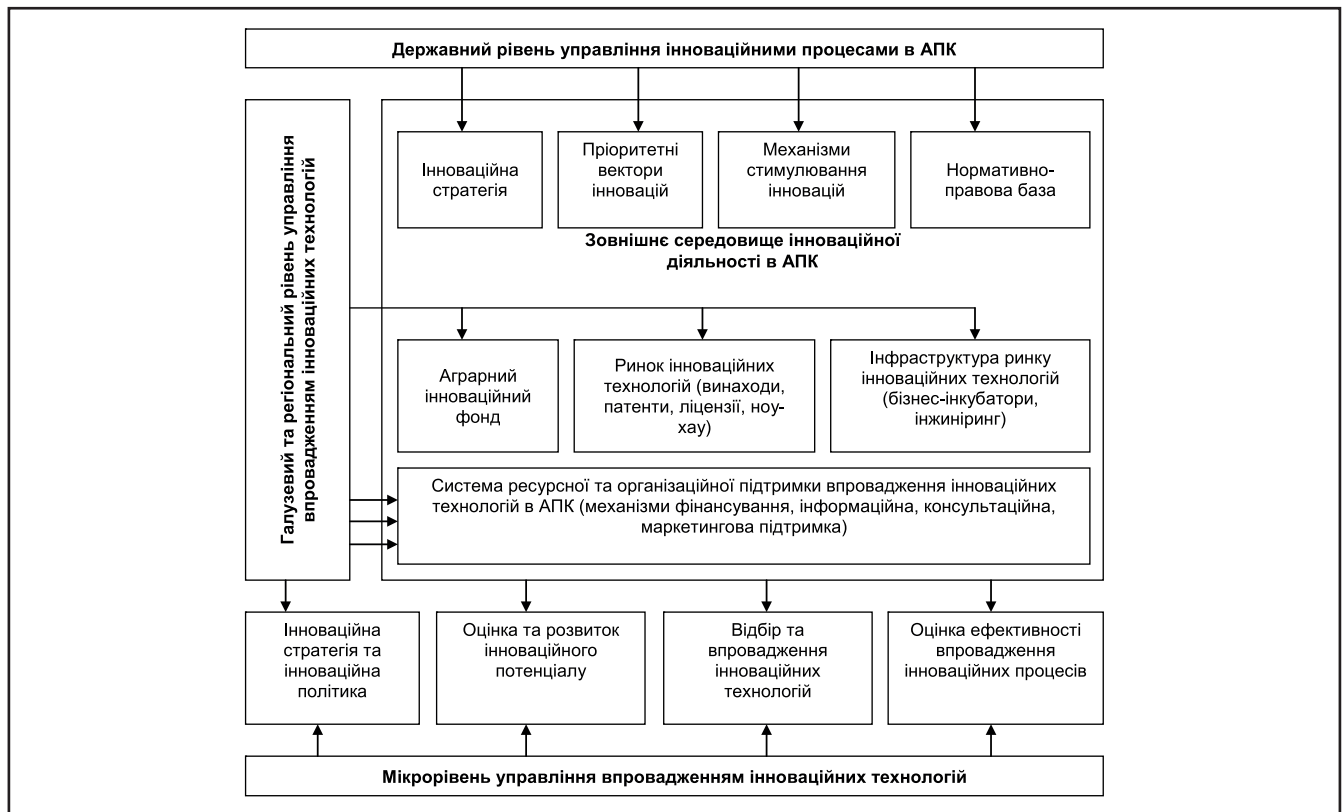 Державний рівень управління інноваційними процесами в АПК
Галузевий та регіональний рівень управління
впровадженням інноваційних технологій
Інноваційна
стратегія
Пріоритетні
вектори
інновацій
Механізми
стимулювання
інновацій
Нормативно-
правова база
Зовнішнє середовище інноваційної
діяльності в АПК
Аграрний
інноваційний
фонд
Ринок інноваційних
технологій (винаходи,
патенти, ліцензії, ноу-
хау)
Інфраструктура ринку
інноваційних технологій
(бізнес-інкубатори,
інжиніринг)
Система ресурсної та організаційної підтримки впровадження інноваційних
технологій в АПК (механізми фінансування, інформаційна, консультаційна,
маркетингова підтримка)
Інноваційна
стратегія та
інноваційна
політика
Оцінка та розвиток
інноваційного
потенціалу
Відбір та
впровадження
інноваційних
технологій
Оцінка ефективності
впровадження
інноваційних процесів
Мікрорівень управління впровадженням інноваційних технологій